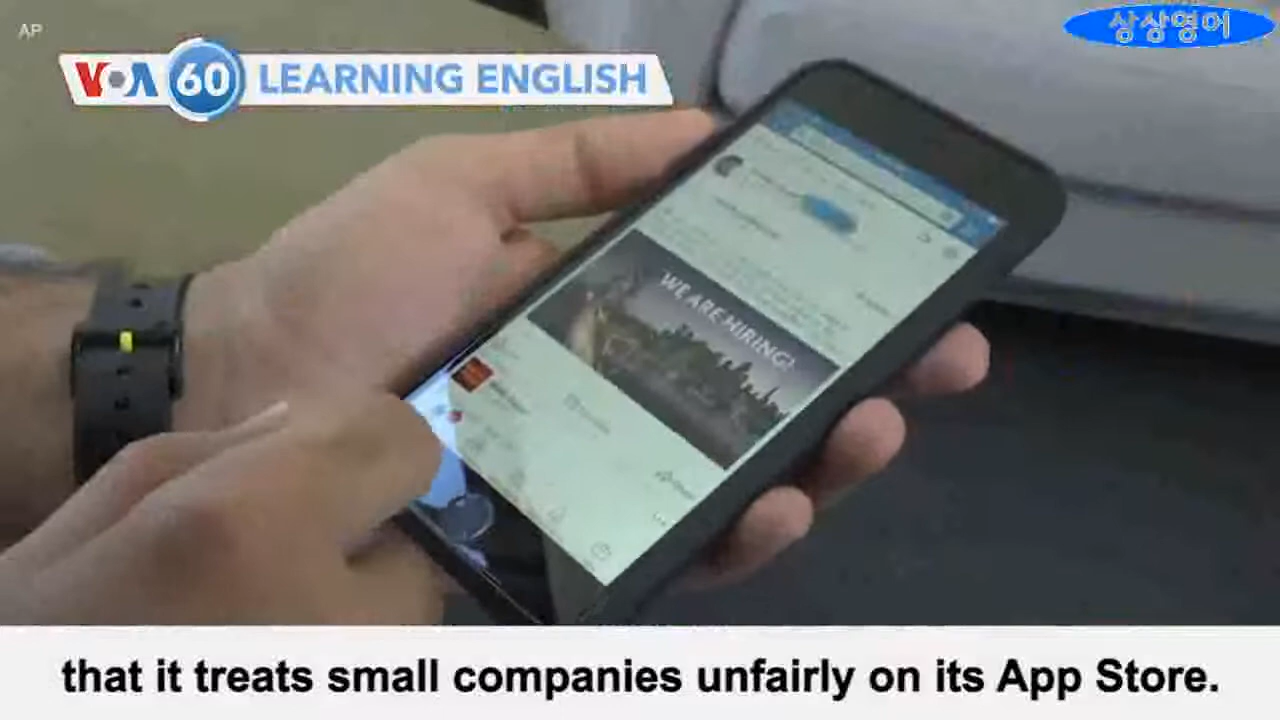 AP
상상영어
VOA 60 LEARNING ENGLISH
WE ARE HIRING!
that it treats small companies unfairly on its App Store.